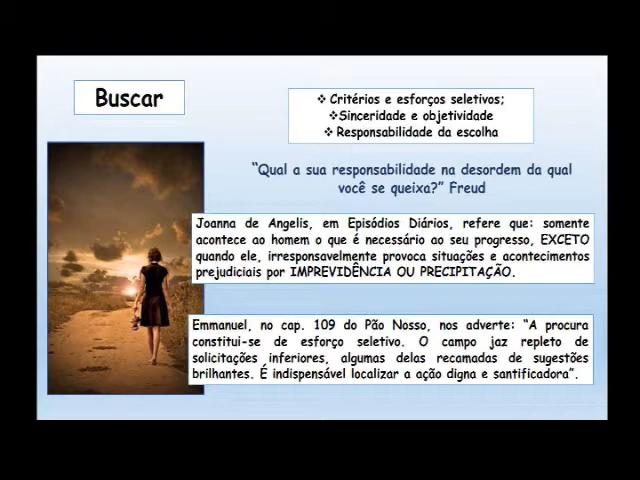 Buscar
❖ Critérios e esforços seletivos;
❖Sinceridade e objetividade
❖ Responsabilidade da escolha
“Qual a sua responsabilidade na desordem da qual
você se queixa?” Freud
Joanna de Angelis, em Episódios Diários, refere que: somente
acontece ao homem o que é necessário ao seu progresso, EXCETO
quando ele, irresponsavelmente provoca situações e acontecimentos
prejudiciais por IMPREVIDÊNCIA OU PRECIPITAÇÃO.
Emmanuel, no cap. 109 do Pão Nosso, nos adverte: “A procura
constitui-se de esforço seletivo. O campo jaz repleto de
solicitações inferiores, algumas delas recamadas de sugestões
brilhantes. É indispensável localizar a ação digna e santificadora”.